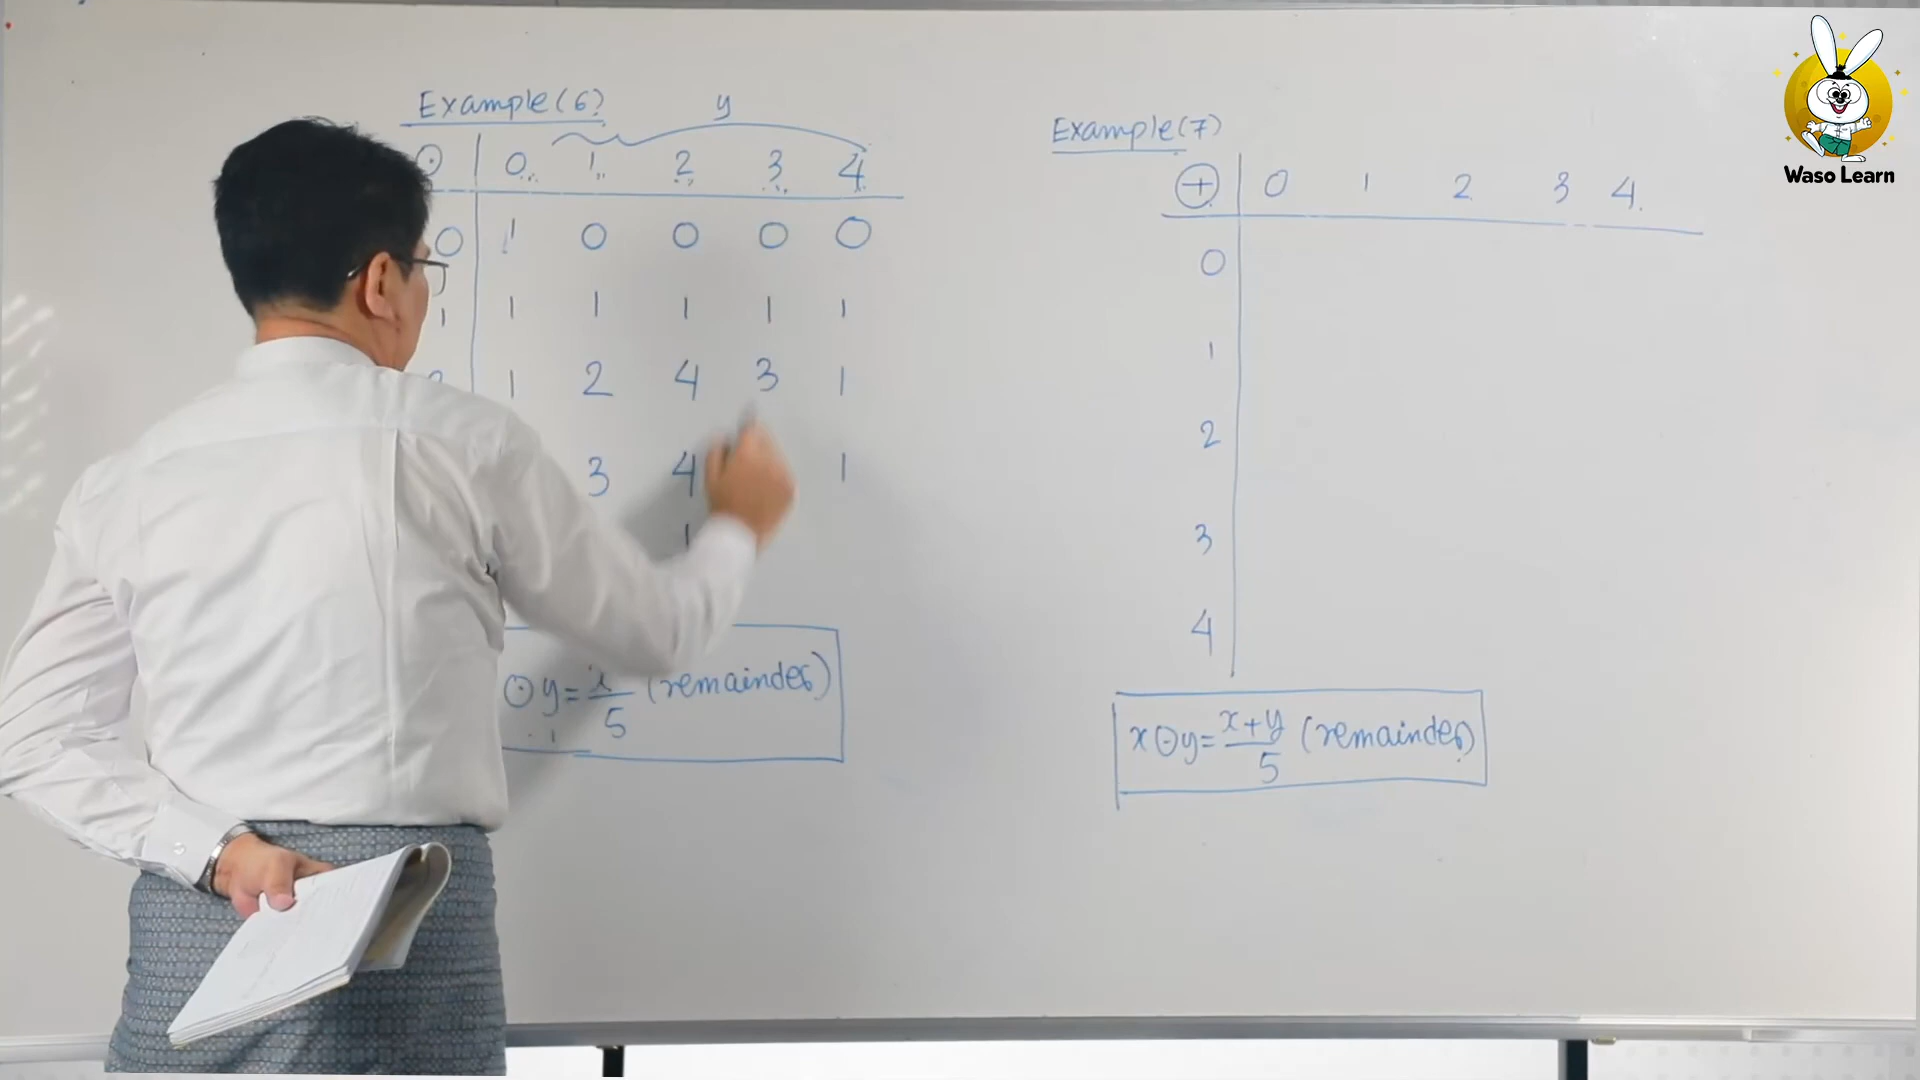 Example(6)
y
⊙ 0 1 2 3 4
0 1 0 0 0 0
1 1 1 1 1 1
1 2 4 3 1
3 4 1
1
⊙ y = 5 (remainder)
Example(7)
⊕ 0 1 2 3 4
0
1
2
3
4
x⊙y = x+y/5 (remainder)
Waso Learn